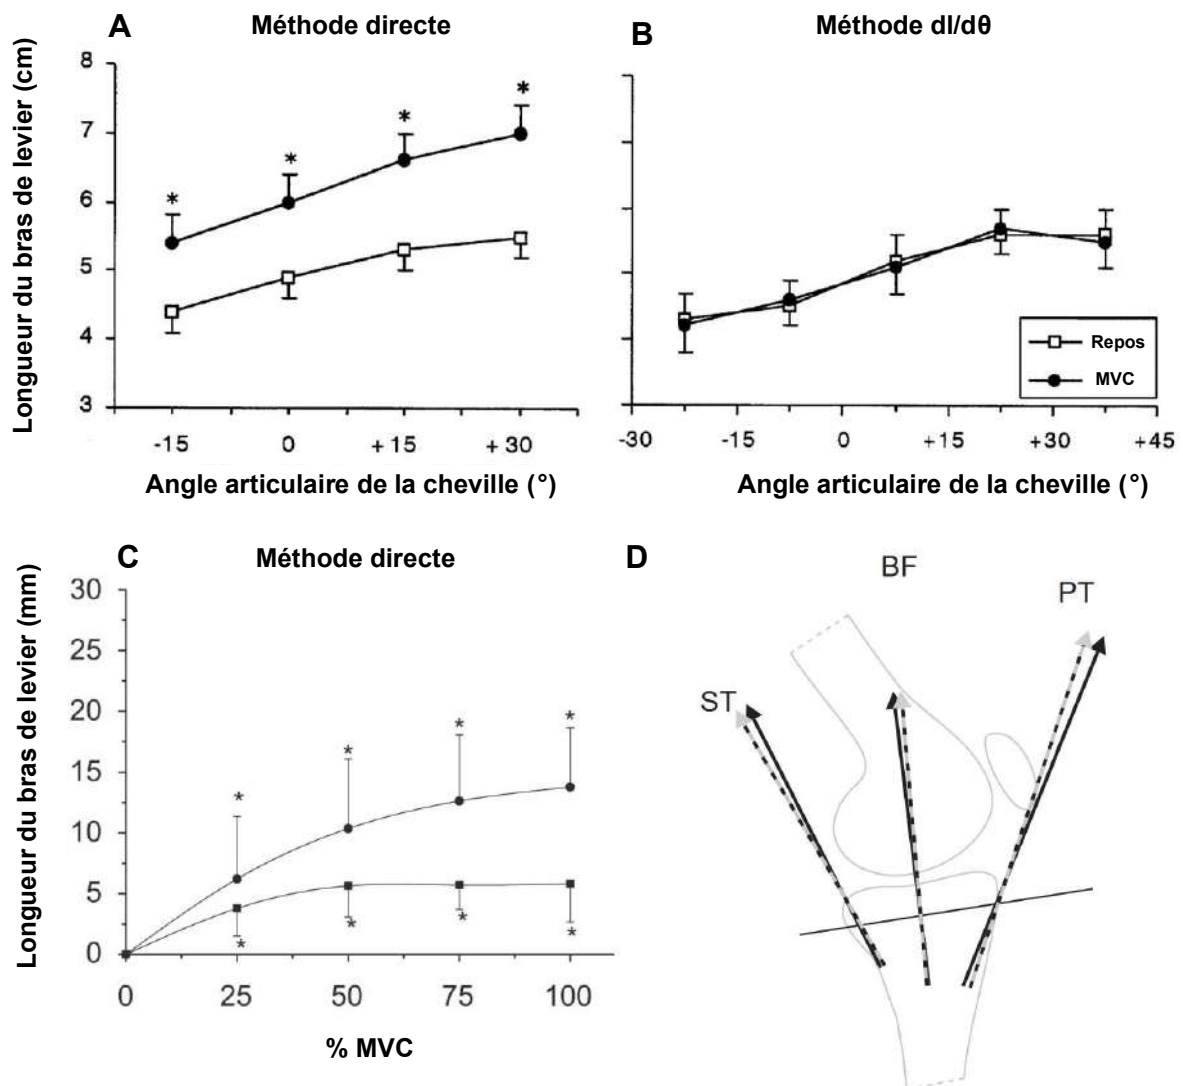 A
Méthode directe
Longueur du bras de levier (cm)
8
7
6
5
4
3
* * * *
-15 0 +15 +30
Angle articulaire de la cheville (°)
B
Méthode dl/dθ
Repos
MVC
-30 -15 0 +15 +30 +45
Angle articulaire de la cheville (°)
C
Méthode directe
Longueur du bras de levier (mm)
30
25
20
15
10
5
0
* * * *
* * * *
0 25 50 75 100
% MVC
D
BF
PT
ST